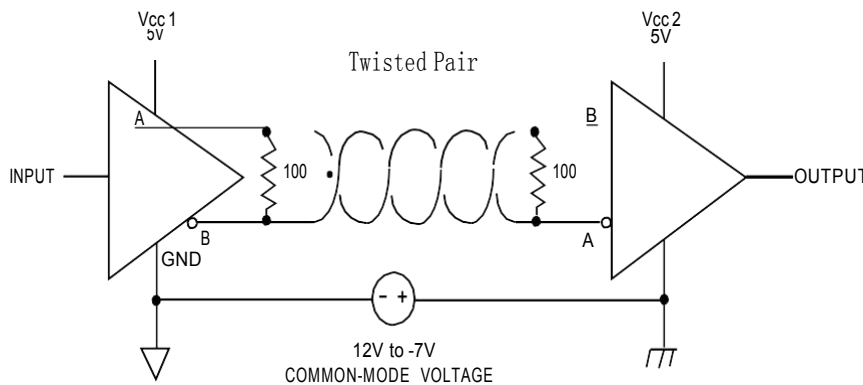 Vcc 1
5V
Vcc 2
5V
Twisted Pair
A
B
INPUT
100
100
OUTPUT
B
A
GND
- +
12V to -7V
COMMON-MODE VOLTAGE